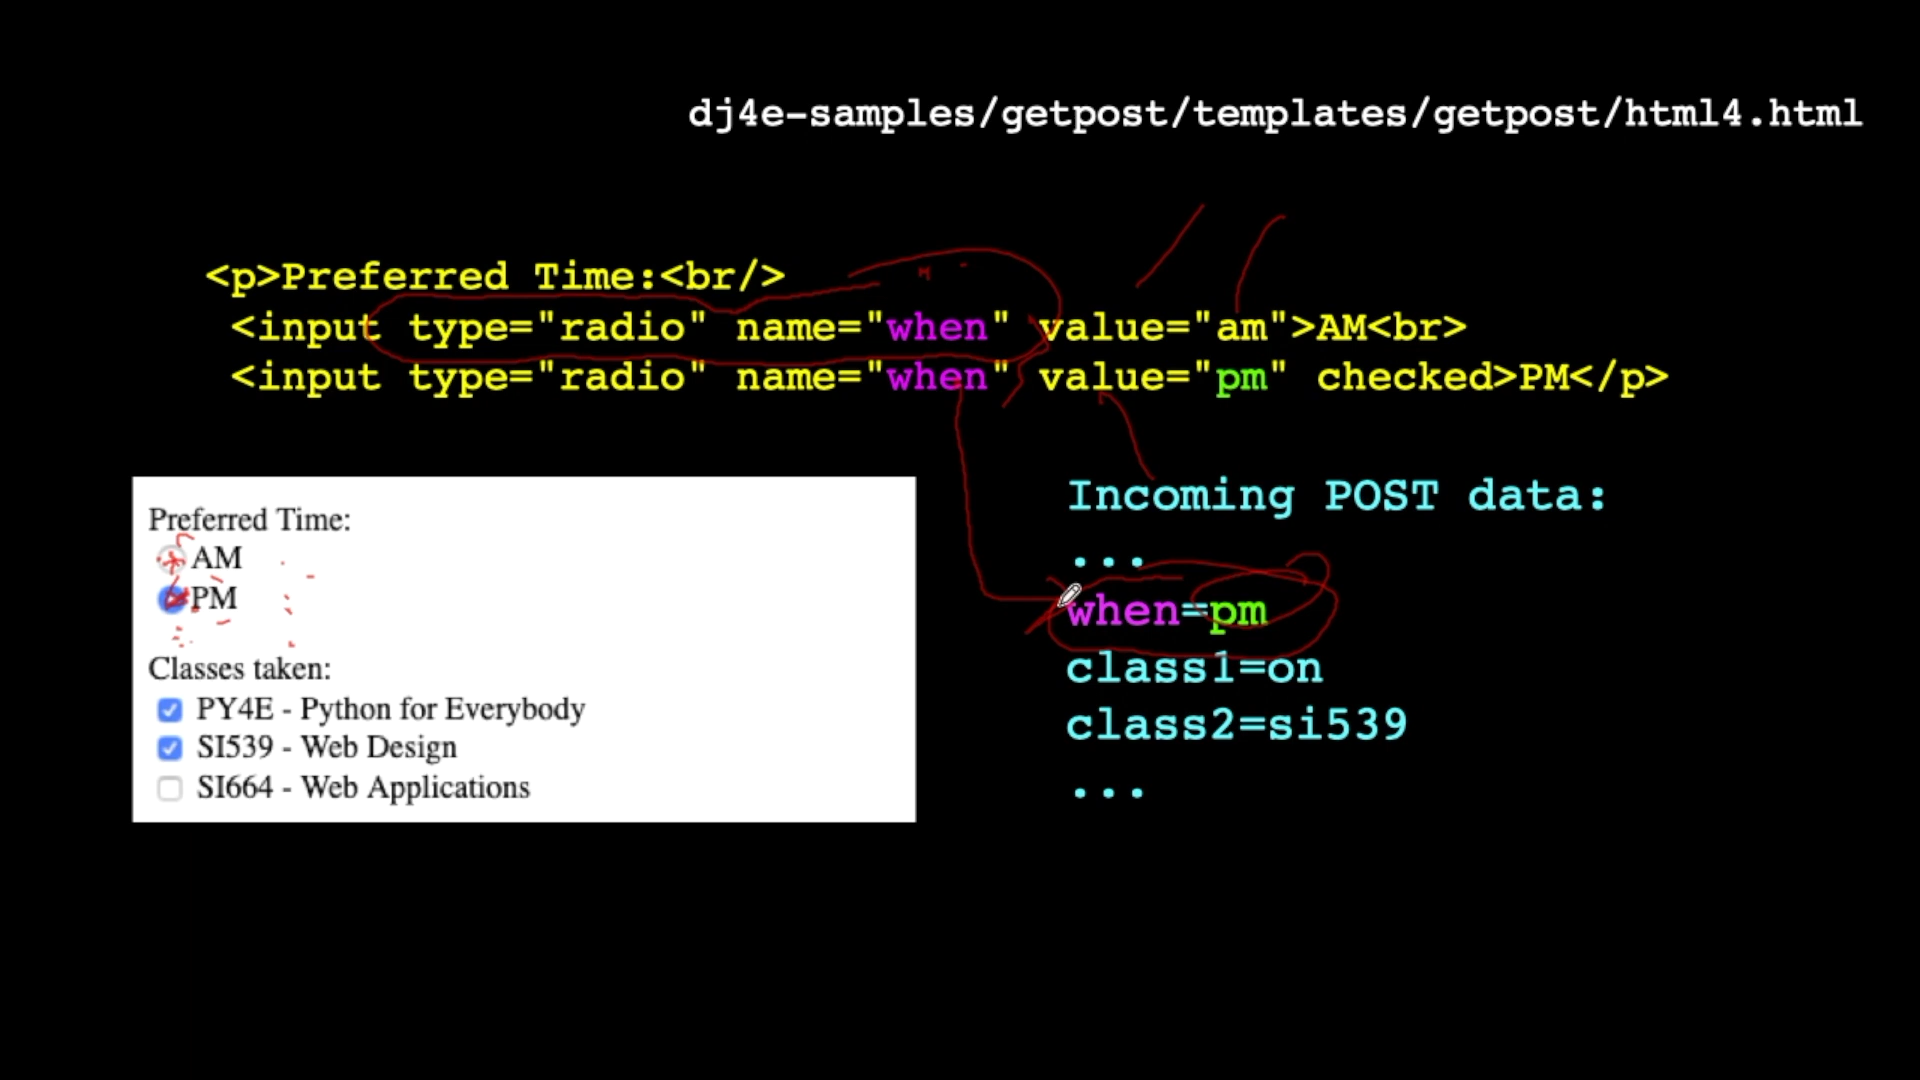 dj4e-samples/getpost/templates/getpost/html4.html
<p>Preferred Time:<br/>
<input type="radio" name="when" value="am">AM<br>
<input type="radio" name="when" value="pm" checked>PM</p>
Preferred Time:
AM
PM
Classes taken:
PY4E - Python for Everybody
SI539 - Web Design
SI664 - Web Applications
Incoming POST data:
...
when=pm
class1=on
class2=si539
...